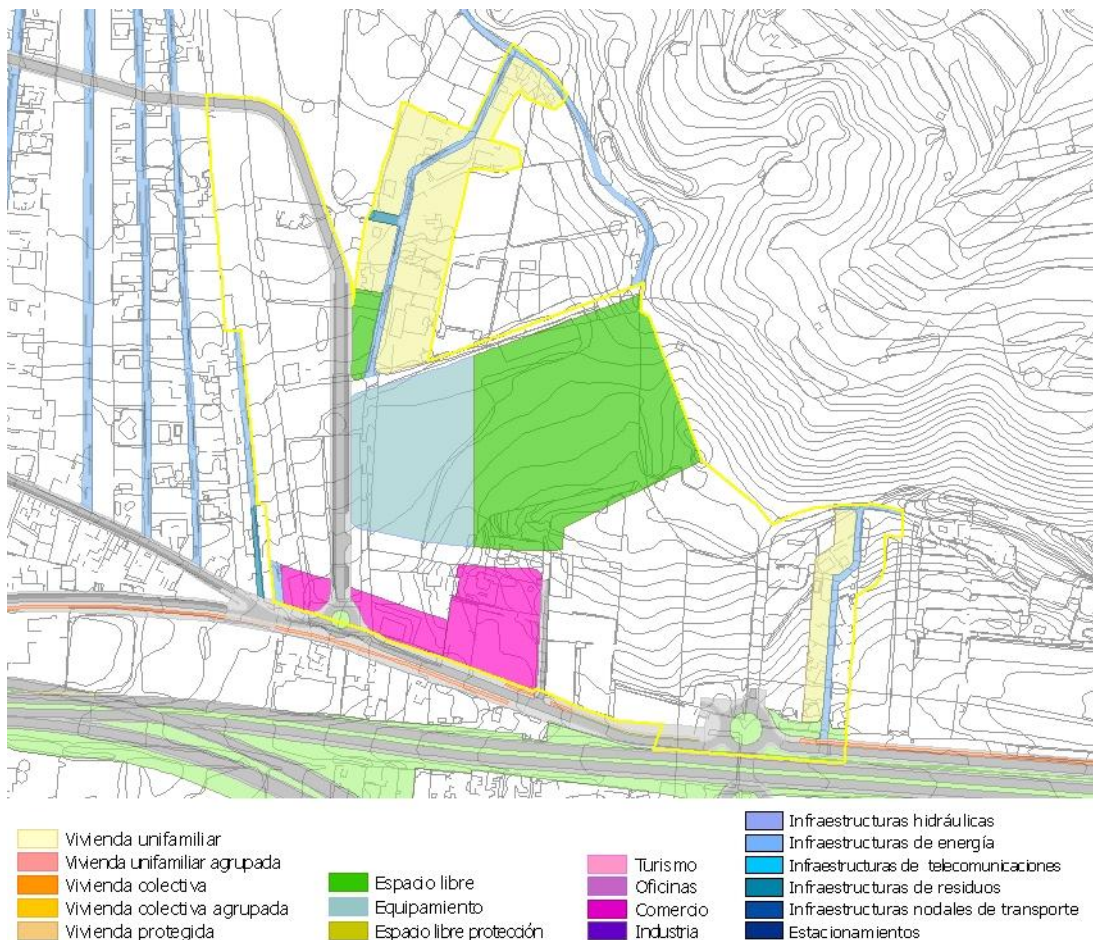 Vivienda unifamiliar
Vivienda unifamiliar agrupada
Vivienda colectiva
Vivienda colectiva agrupada
Vivienda protegida
Espacio libre
Equipamiento
Espacio libre protección
Turismo
Oficinas
Comercio
Industria
Infraestructuras hidráulicas
Infraestructuras de energía
Infraestructuras de telecomunicaciones
Infraestructuras de residuos
Infraestructuras nodales de transporte
Estacionamientos